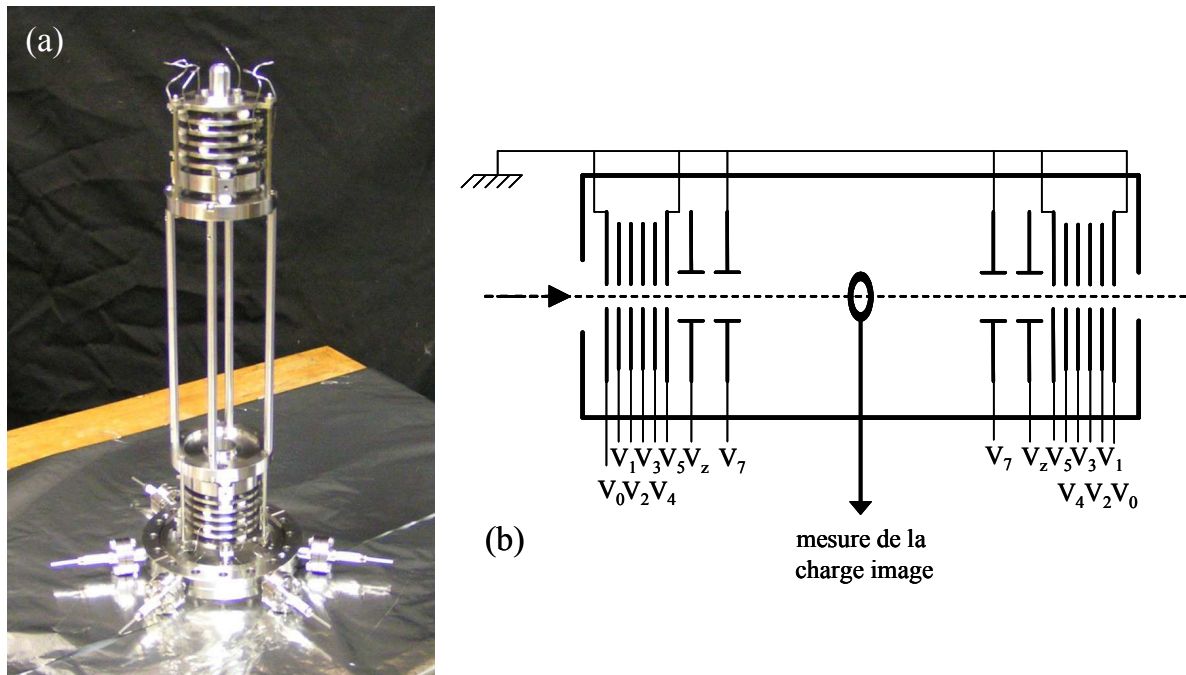 (a)
V1V3V5Vz V7
V0V2V4
V7 VzV5V3V1
V4V2V0
(b)
mesure de la
charge image